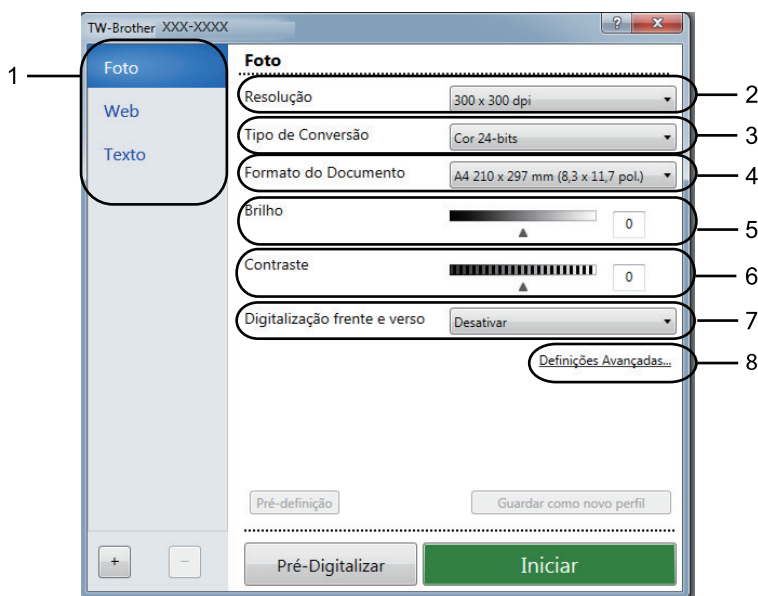 TW-Brother XXX-XXXX
?
x
1
Foto
Web
Texto
Foto
Resolução
300 x 300 dpi
2
Tipo de Conversão
Cor 24-bits
3
Formato do Documento
A4 210 x 297 mm (8,3 x 11,7 pol.)
4
Brilho
0
5
Contraste
0
6
Digitalização frente e verso
Desativar
7
Definições Avançadas...
8
Pré-definição
Guardar como novo perfil
+
-
Pré-Digitalizar
Iniciar